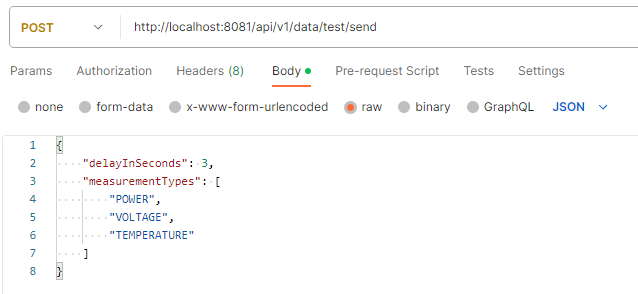 POST http://localhost:8081/api/v1/data/test/send
Params Authorization Headers (8) Body Pre-request Script Tests Settings
none form-data x-www-form-urlencoded raw binary GraphQL JSON
1 {
2 "delayInSeconds": 3,
3 "measurementTypes": [
4 "POWER",
5 "VOLTAGE",
6 "TEMPERATURE"
7 ]
8 }